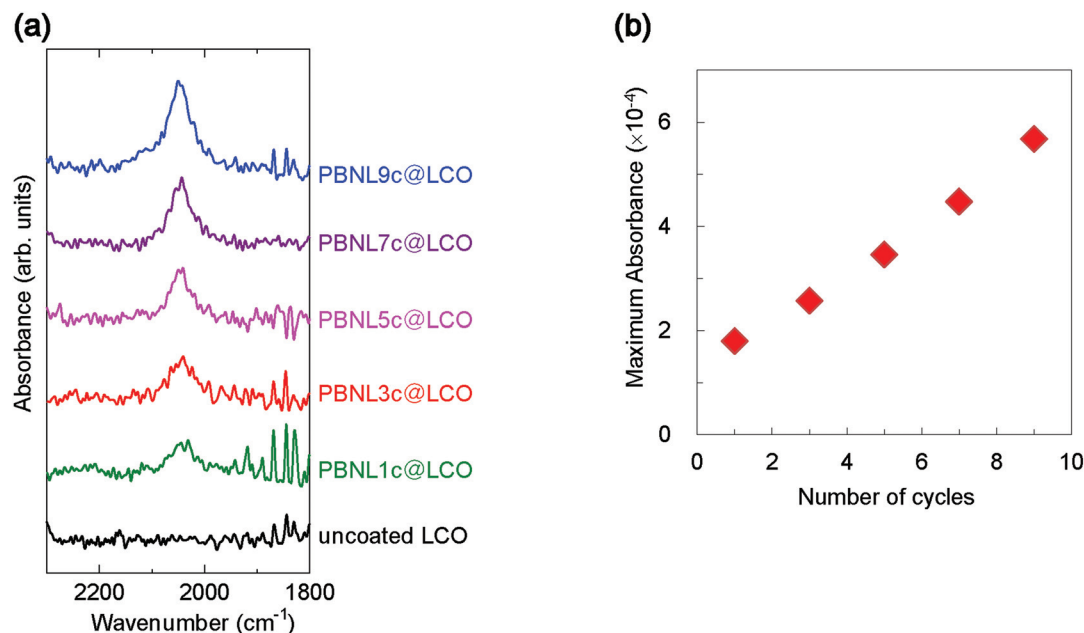 (a)
Absorbance (arb. units)
PBNL9c@LCO
PBNL7c@LCO
PBNL5c@LCO
PBNL3c@LCO
PBNL1c@LCO
uncoated LCO
2200 2000 1800
Wavenumber (cm⁻¹)
(b)
Maximum Absorbance (×10⁻⁴)
6
4
2
0
0 2 4 6 8 10
Number of cycles